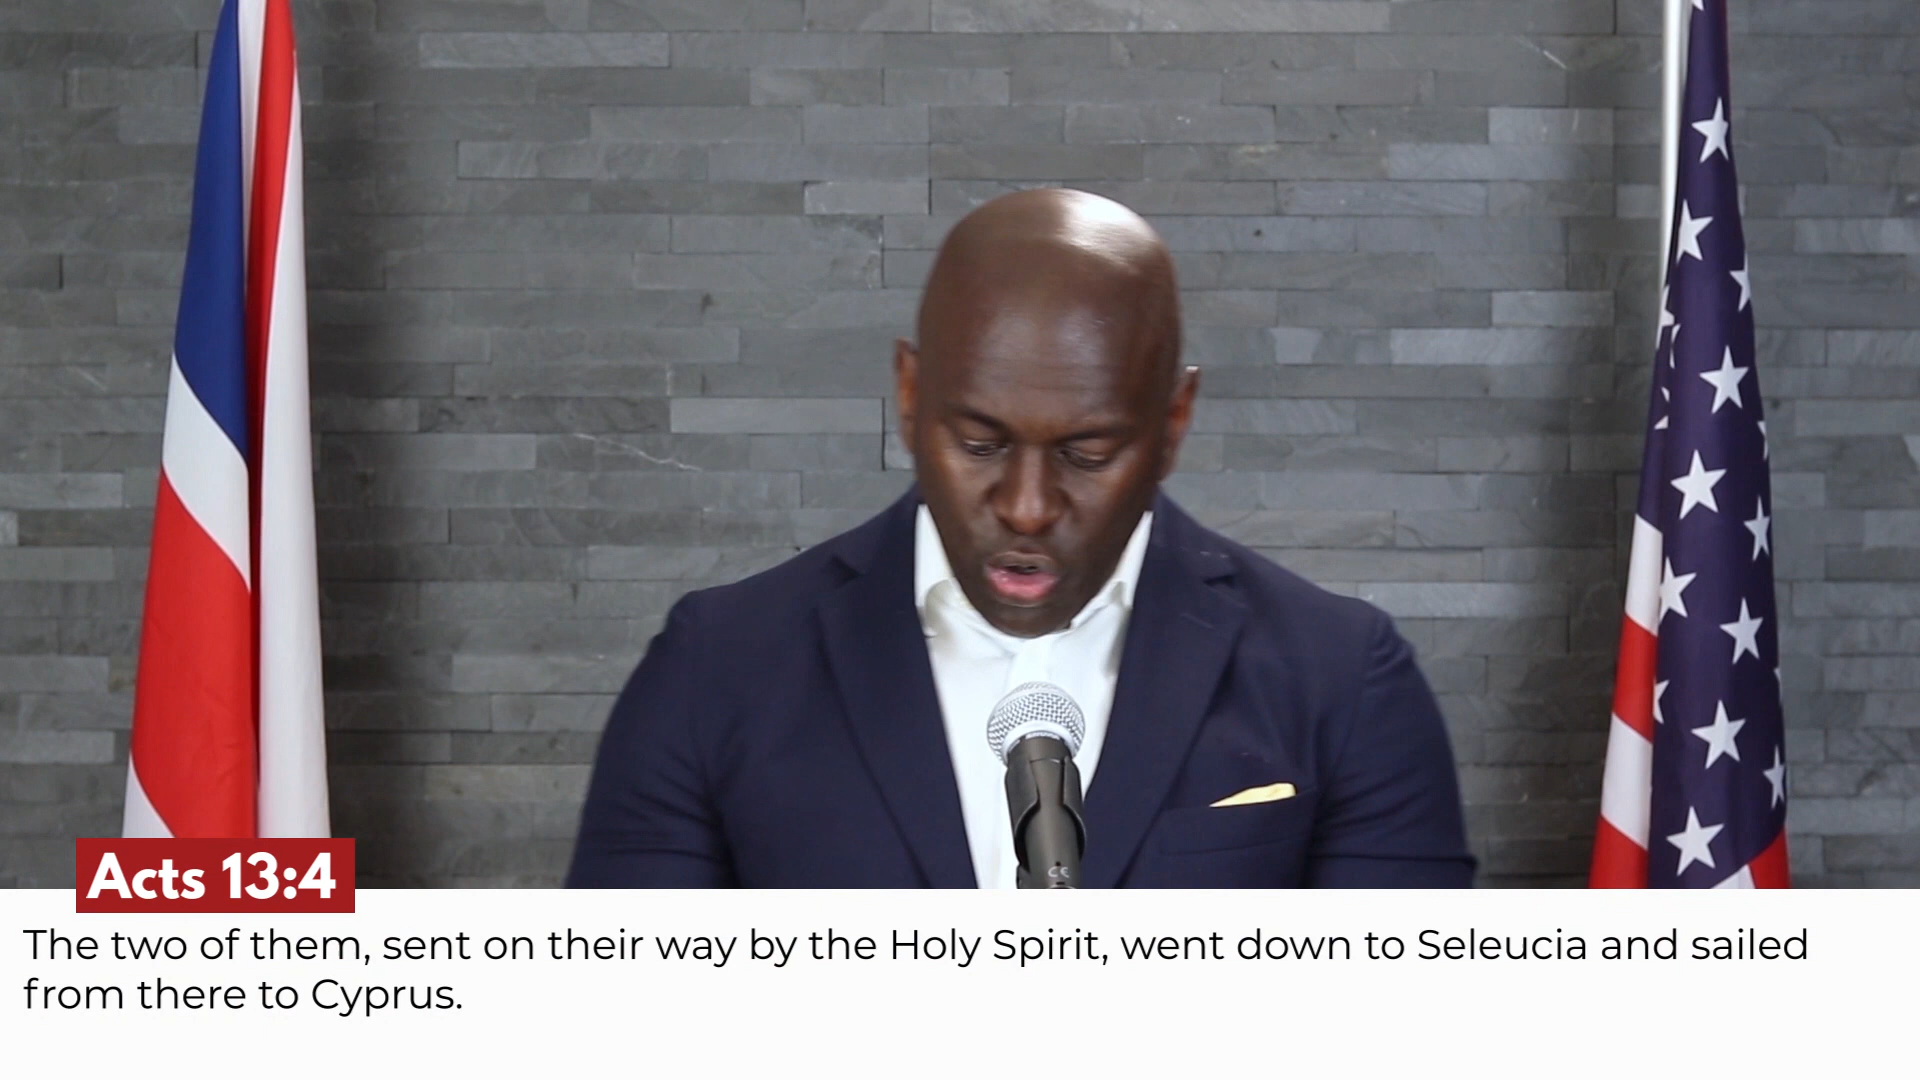 Acts 13:4
The two of them, sent on their way by the Holy Spirit, went down to Seleucia and sailed
from there to Cyprus.
CE